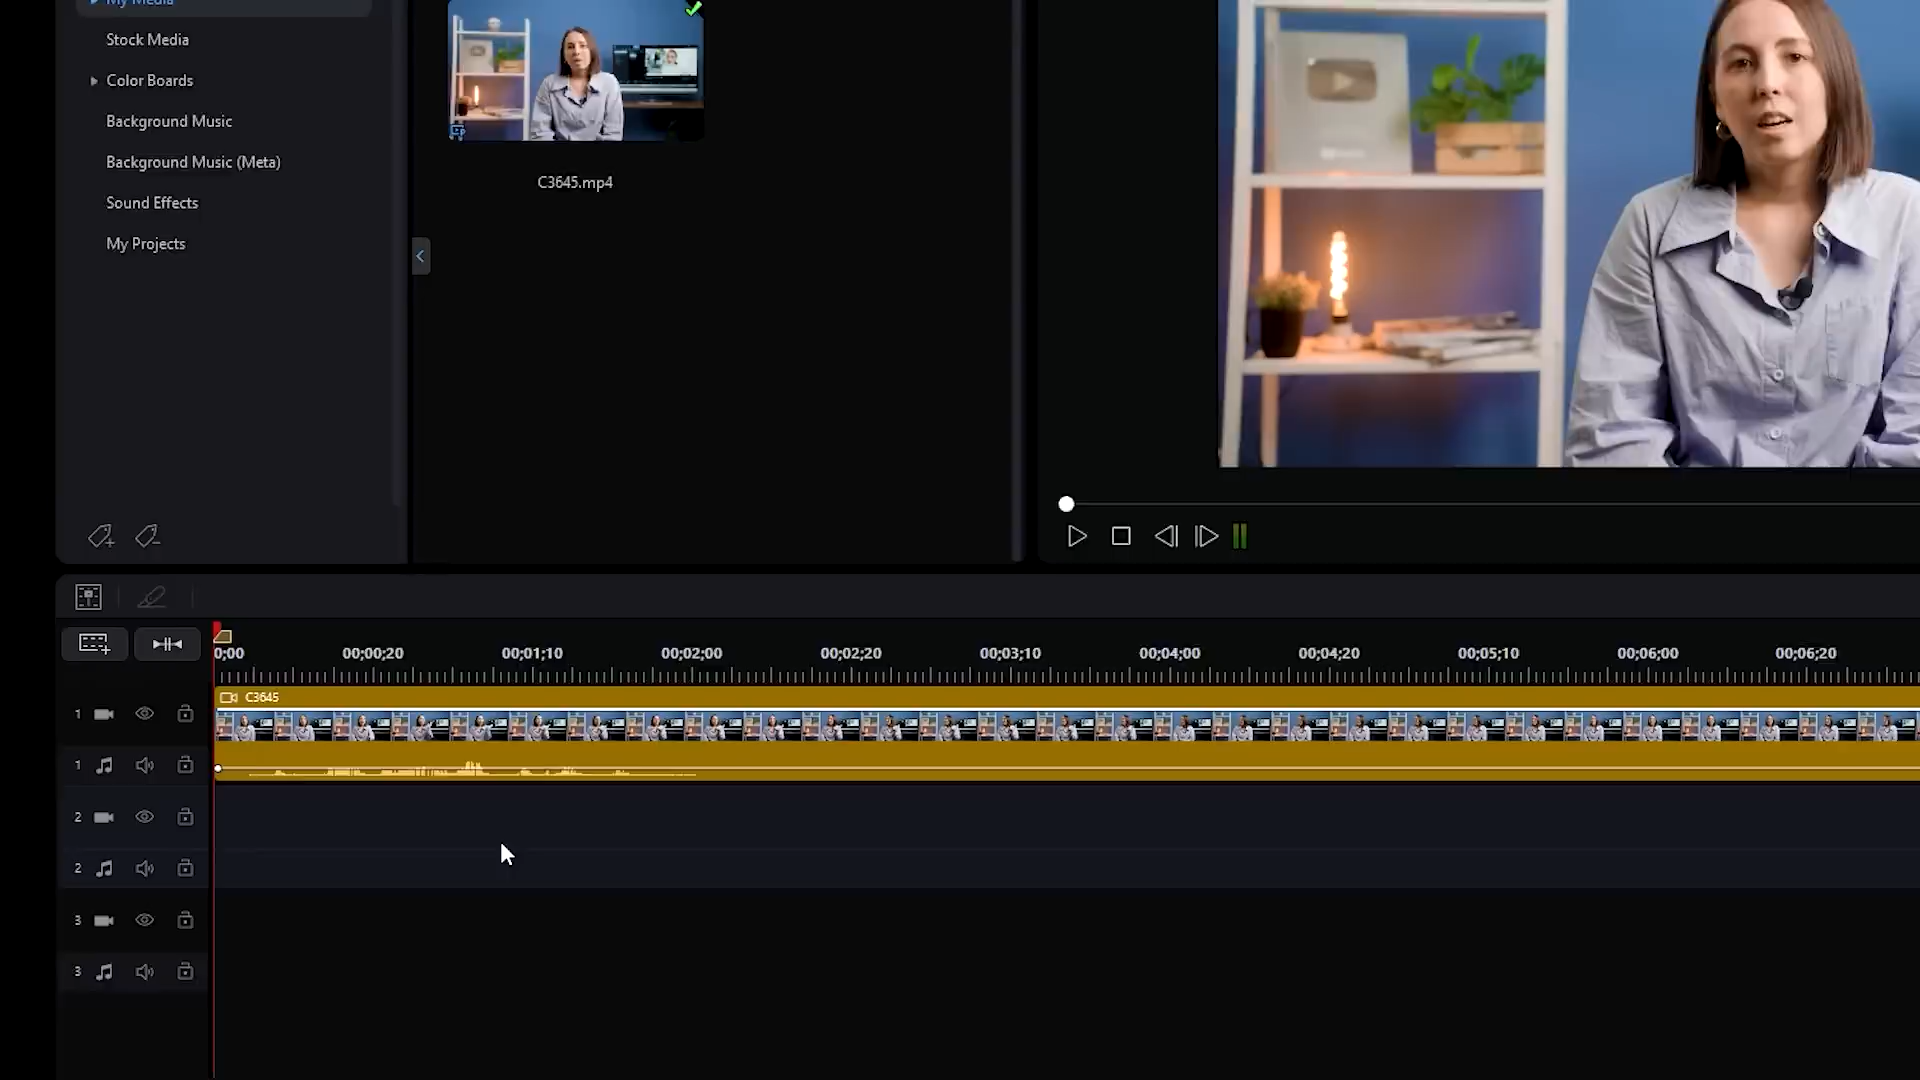 My Media
Stock Media
Color Boards
Background Music
Background Music (Meta)
Sound Effects
My Projects
C3645.mp4
0;00 00;00;20 00;01;10 00;02;00 00;02;20 00;03;10 00;04;00 00;04;20 00;05;10 00;06;00 00;06;20
C3645
1
1
2
2
3
3